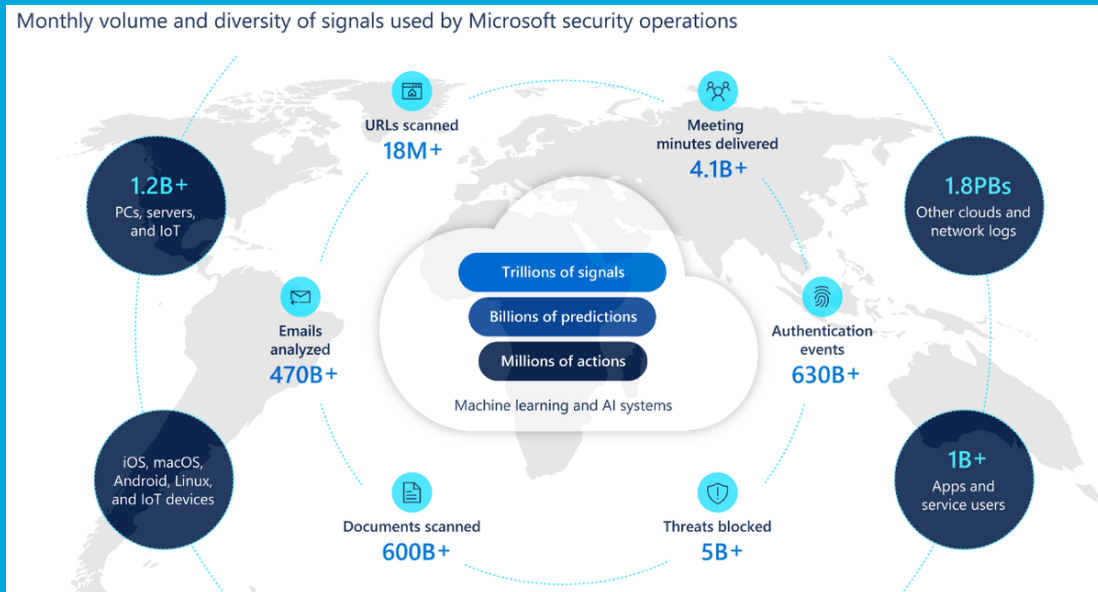 Monthly volume and diversity of signals used by Microsoft security operations
URLs scanned
18M+
Meeting
minutes delivered
4.1B+
1.2B+
PCs, servers,
and IoT
1.8PBs
Other clouds and
network logs
Trillions of signals
Billions of predictions
Millions of actions
Machine learning and AI systems
Emails
analyzed
470B+
Authentication
events
630B+
iOS, macOS,
Android, Linux,
and IoT devices
1B+
Apps and
service users
Documents scanned
600B+
Threats blocked
5B+